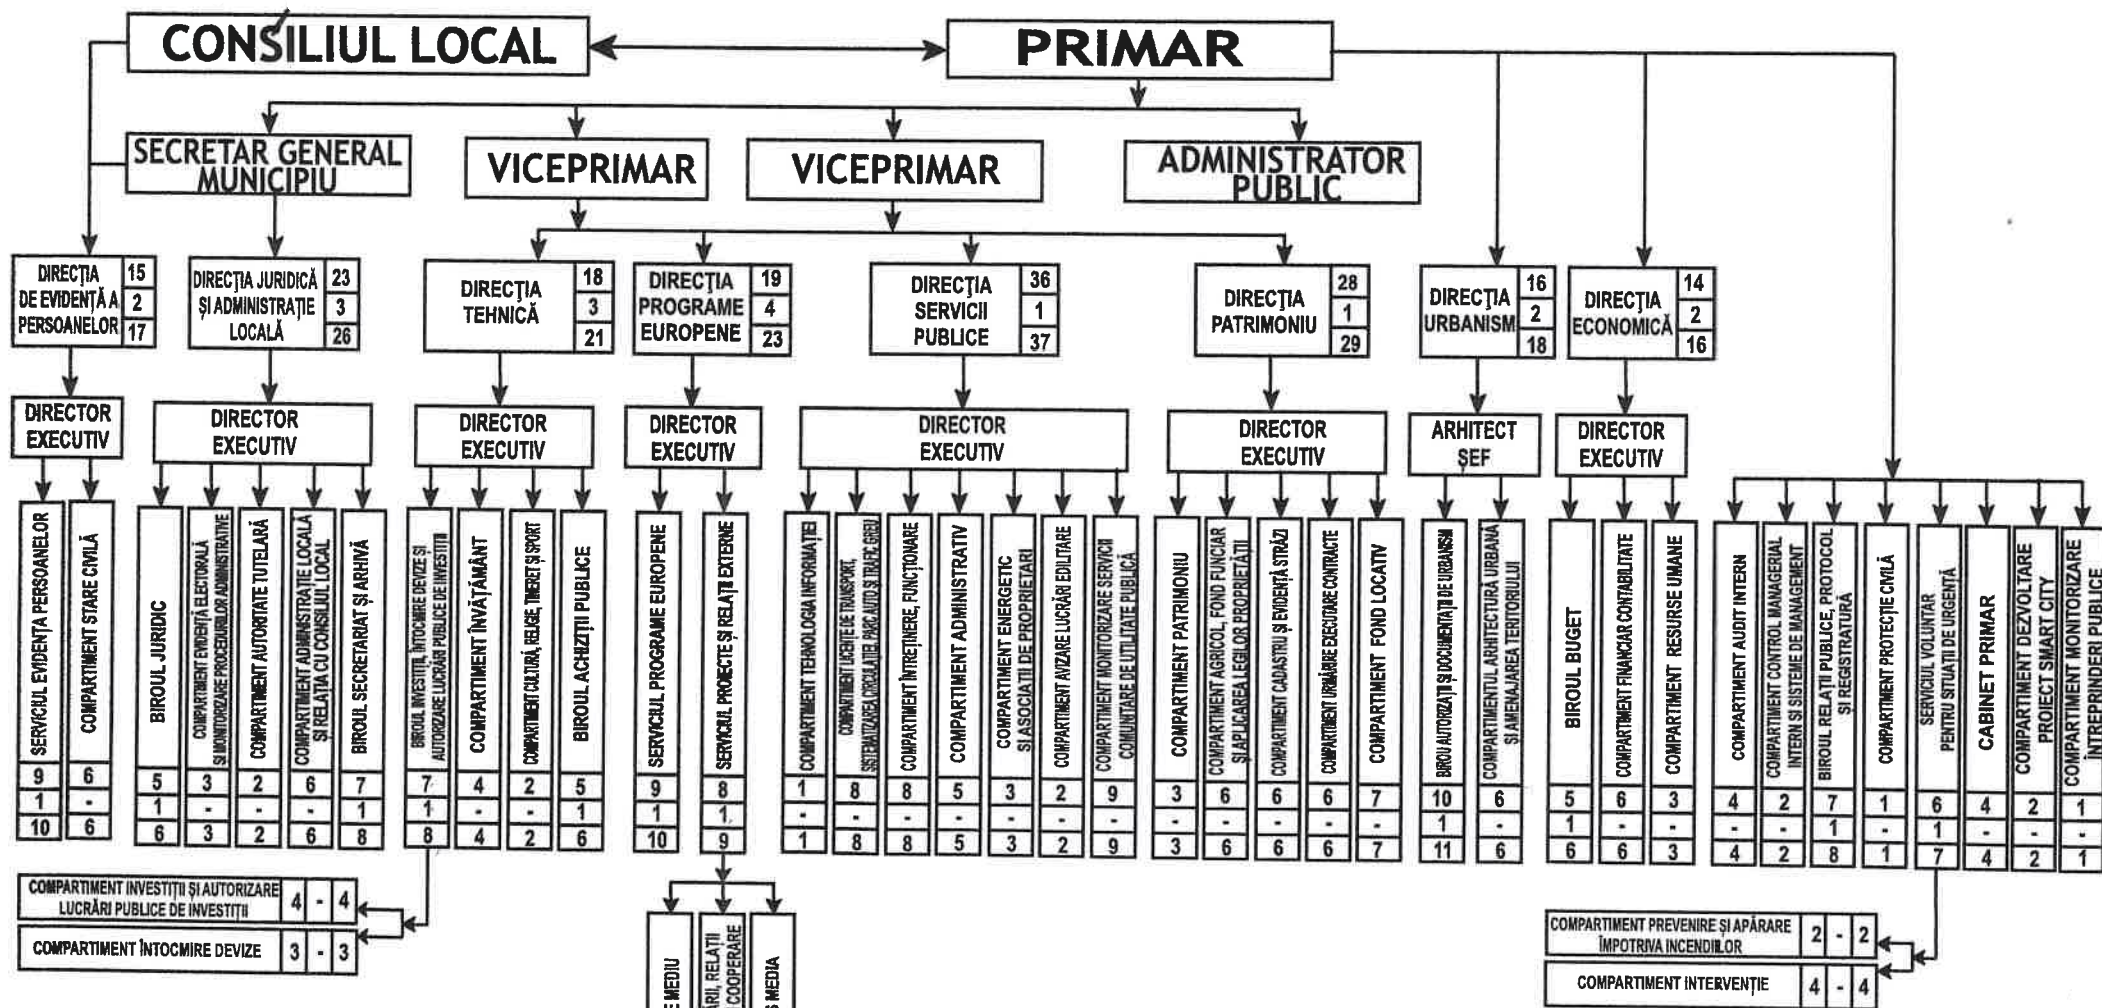 CONSILIUL LOCAL
PRIMAR
SECRETAR GENERAL
MUNICIPIU
VICEPRIMAR
VICEPRIMAR
ADMINISTRATOR
PUBLIC
DIRECȚIA
DE EVIDENȚĂ A
PERSOANELOR
15
2
17
DIRECȚIA JURIDICĂ
ȘI ADMINISTRAȚIE
LOCALĂ
23
3
26
DIRECȚIA
TEHNICĂ
18
3
21
DIRECȚIA
PROGRAME
EUROPENE
19
4
23
DIRECȚIA
SERVICII
PUBLICE
36
1
37
DIRECȚIA
PATRIMONIU
28
1
29
DIRECȚIA
URBANISM
16
2
18
DIRECȚIA
ECONOMICĂ
14
2
16
DIRECTOR
EXECUTIV
DIRECTOR
EXECUTIV
DIRECTOR
EXECUTIV
DIRECTOR
EXECUTIV
DIRECTOR
EXECUTIV
DIRECTOR
EXECUTIV
ARHITECT
ȘEF
DIRECTOR
EXECUTIV
SERVICIUL EVIDENȚA PERSOANELOR
9
1
10
COMPARTIMENT STARE CIVILĂ
6
-
6
BIROUL JURIDIC
5
1
6
COMPARTIMENT EVIDENȚĂ ELECTORALĂ
SI MONITORIZARE PROCEDURILOR ADMINISTRATIVE
3
-
3
COMPARTIMENT AUTORITATE TUTELARĂ
2
-
2
COMPARTIMENT ADMINISTRAȚIE LOCALĂ
ȘI RELAȚIA CU CONSILIUL LOCAL
6
-
6
BIROUL SECRETARIAT ȘI ARHIVĂ
7
1
8
BIROUL INVESTIȚII, ÎNTOCMIRE DEVIZE ȘI
AUTORIZARE LUCRĂRI PUBLICE DE INVESTIȚII
7
1
8
COMPARTIMENT ÎNVĂȚĂMÂNT
4
-
4
COMPARTIMENT CULTURĂ, RELIGIE, TINERET ȘI SPORT
2
-
2
BIROUL ACHIZIȚII PUBLICE
5
1
6
SERVICIUL PROGRAME EUROPENE
9
1
10
SERVICIUL PROIECTE ȘI RELAȚII EXTERNE
8
1
9
COMPARTIMENT TEHNOLOGIA INFORMAȚIEI
1
-
1
COMPARTIMENT LICENȚE DE TRANSPORT,
SISTEMATIZAREA CIRCULAȚIEI, PARC AUTO ȘI TRAFIC GREU
8
-
8
COMPARTIMENT ÎNTREȚINERE, FUNCȚIONARE
8
-
8
COMPARTIMENT ADMINISTRATIV
5
-
5
COMPARTIMENT ENERGETIC
ȘI ASOCIAȚII DE PROPRIETARI
3
-
3
COMPARTIMENT AVIZARE LUCRĂRI EDILITARE
2
-
2
COMPARTIMENT MONITORIZARE SERVICII
COMUNITARE DE UTILITATE PUBLICĂ
9
-
9
COMPARTIMENT PATRIMONIU
3
-
3
COMPARTIMENT AGRICOL, FOND FUNCIAR
ȘI APLICAREA LEGILOR PROPRIETĂȚII
6
-
6
COMPARTIMENT CADASTRU ȘI EVIDENȚĂ STRĂZI
6
-
6
COMPARTIMENT URMĂRIRE EXECUTARE CONTRACTE
6
-
6
COMPARTIMENT FOND LOCATIV
7
-
7
BIROU AUTORIZAȚII ȘI DOCUMENTAȚII DE URBANISM
10
1
11
COMPARTIMENTUL ARHITECTURĂ URBANĂ
ȘI AMENAJAREA TERITORIULUI
6
-
6
BIROUL BUGET
5
1
6
COMPARTIMENT FINANCIAR CONTABILITATE
6
-
6
COMPARTIMENT RESURSE UMANE
3
-
3
COMPARTIMENT AUDIT INTERN
4
-
4
COMPARTIMENT CONTROL MANAGERIAL
INTERN SI SISTEME DE MANAGEMENT
2
-
2
BIROUL RELAȚII PUBLICE, PROTOCOL
ȘI REGISTRATURĂ
7
1
8
COMPARTIMENT PROTECȚIE CIVILĂ
1
-
1
SERVICIUL VOLUNTAR
PENTRU SITUAȚII DE URGENȚĂ
6
1
7
CABINET PRIMAR
4
-
4
COMPARTIMENT DEZVOLTARE
PROIECT SMART CITY
2
-
2
COMPARTIMENT MONITORIZARE
ÎNTREPRINDERI PUBLICE
1
-
1
COMPARTIMENT INVESTIȚII ȘI AUTORIZARE
LUCRĂRI PUBLICE DE INVESTIȚII
4 - 4
COMPARTIMENT ÎNTOCMIRE DEVIZE
3 - 3
MEDIU
RELAȚII
COOPERARE
MEDIA
COMPARTIMENT PREVENIRE ȘI APĂRARE
ÎMPOTRIVA INCENDIILOR
2 - 2
COMPARTIMENT INTERVENȚIE
4 - 4